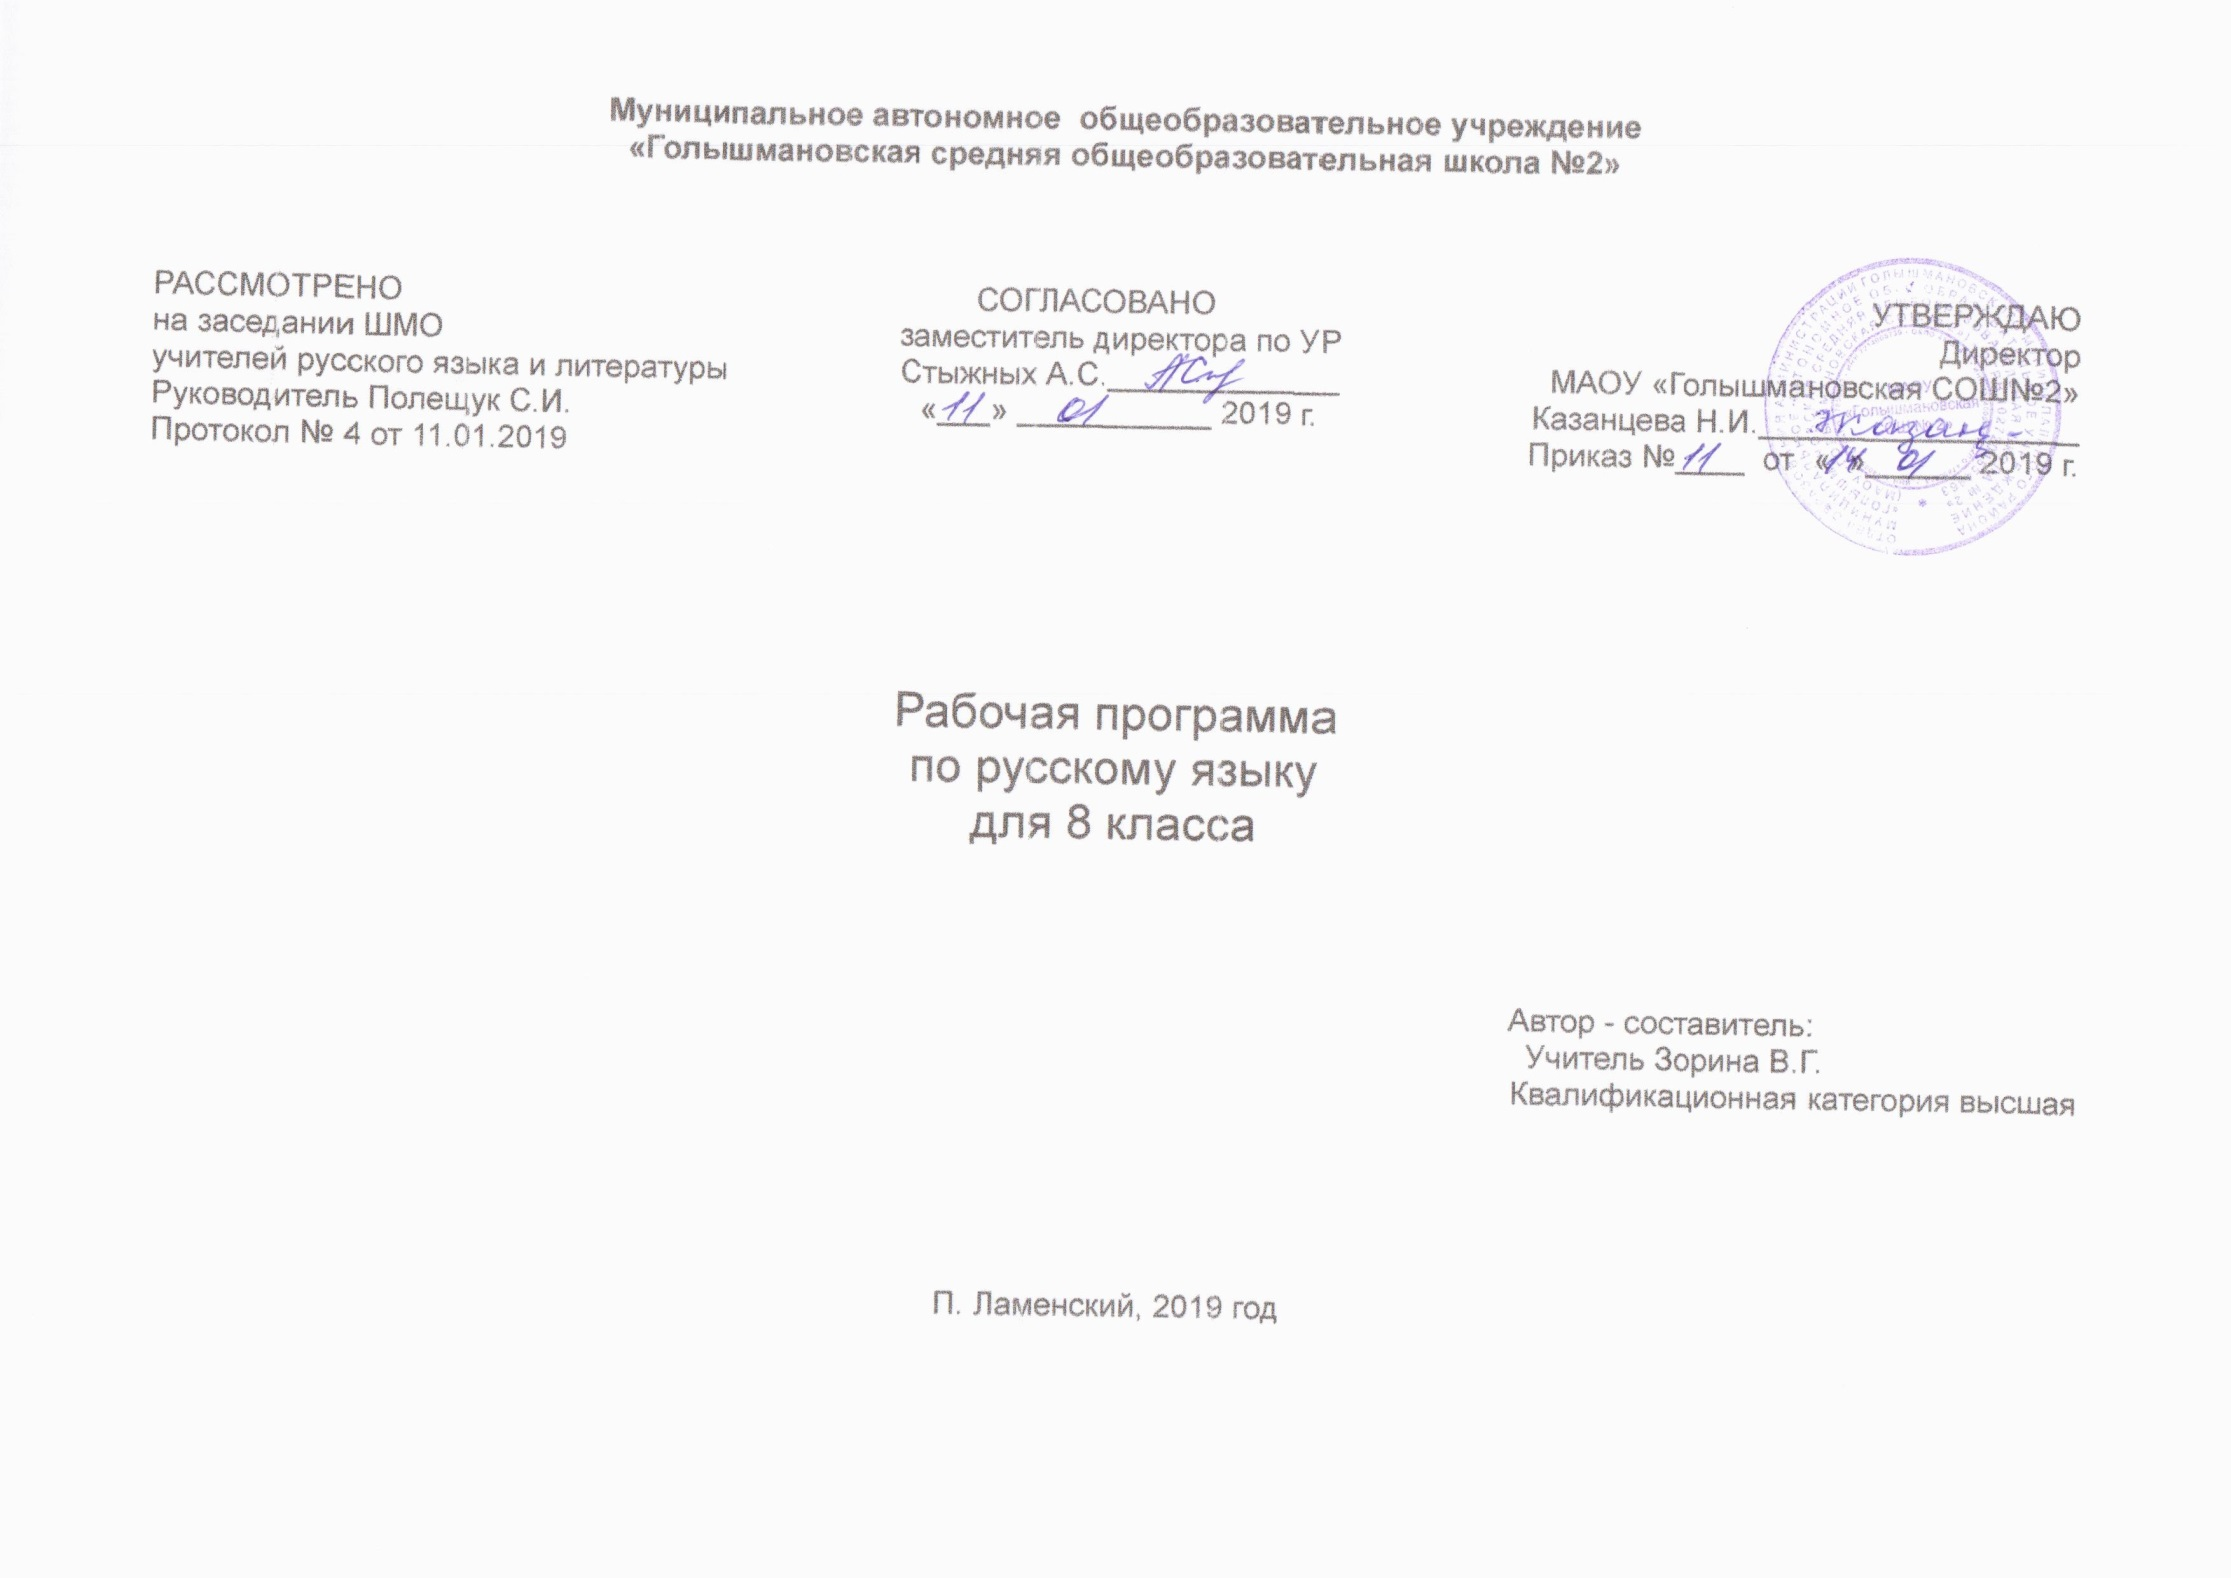 Муниципальное автономное общеобразовательное учреждение
«Голышмановская средняя общеобразовательная школа №2»
РАССМОТРЕНО
на заседании ШМО
учителей русского языка и литературы
Руководитель Полещук С.И.
Протокол № 4 от 11.01.2019
СОГЛАСОВАНО
заместитель директора по УР
Стыжных А.С.
«11» 01 2019 г.
УТВЕРЖДАЮ
Директор
МАОУ «Голышмановская СОШ№2»
Казанцева Н.И.
Приказ № 11 от «14» 01 2019 г.
Рабочая программа
по русскому языку
для 8 класса
Автор - составитель:
Учитель Зорина В.Г.
Квалификационная категория высшая
П. Ламенский, 2019 год